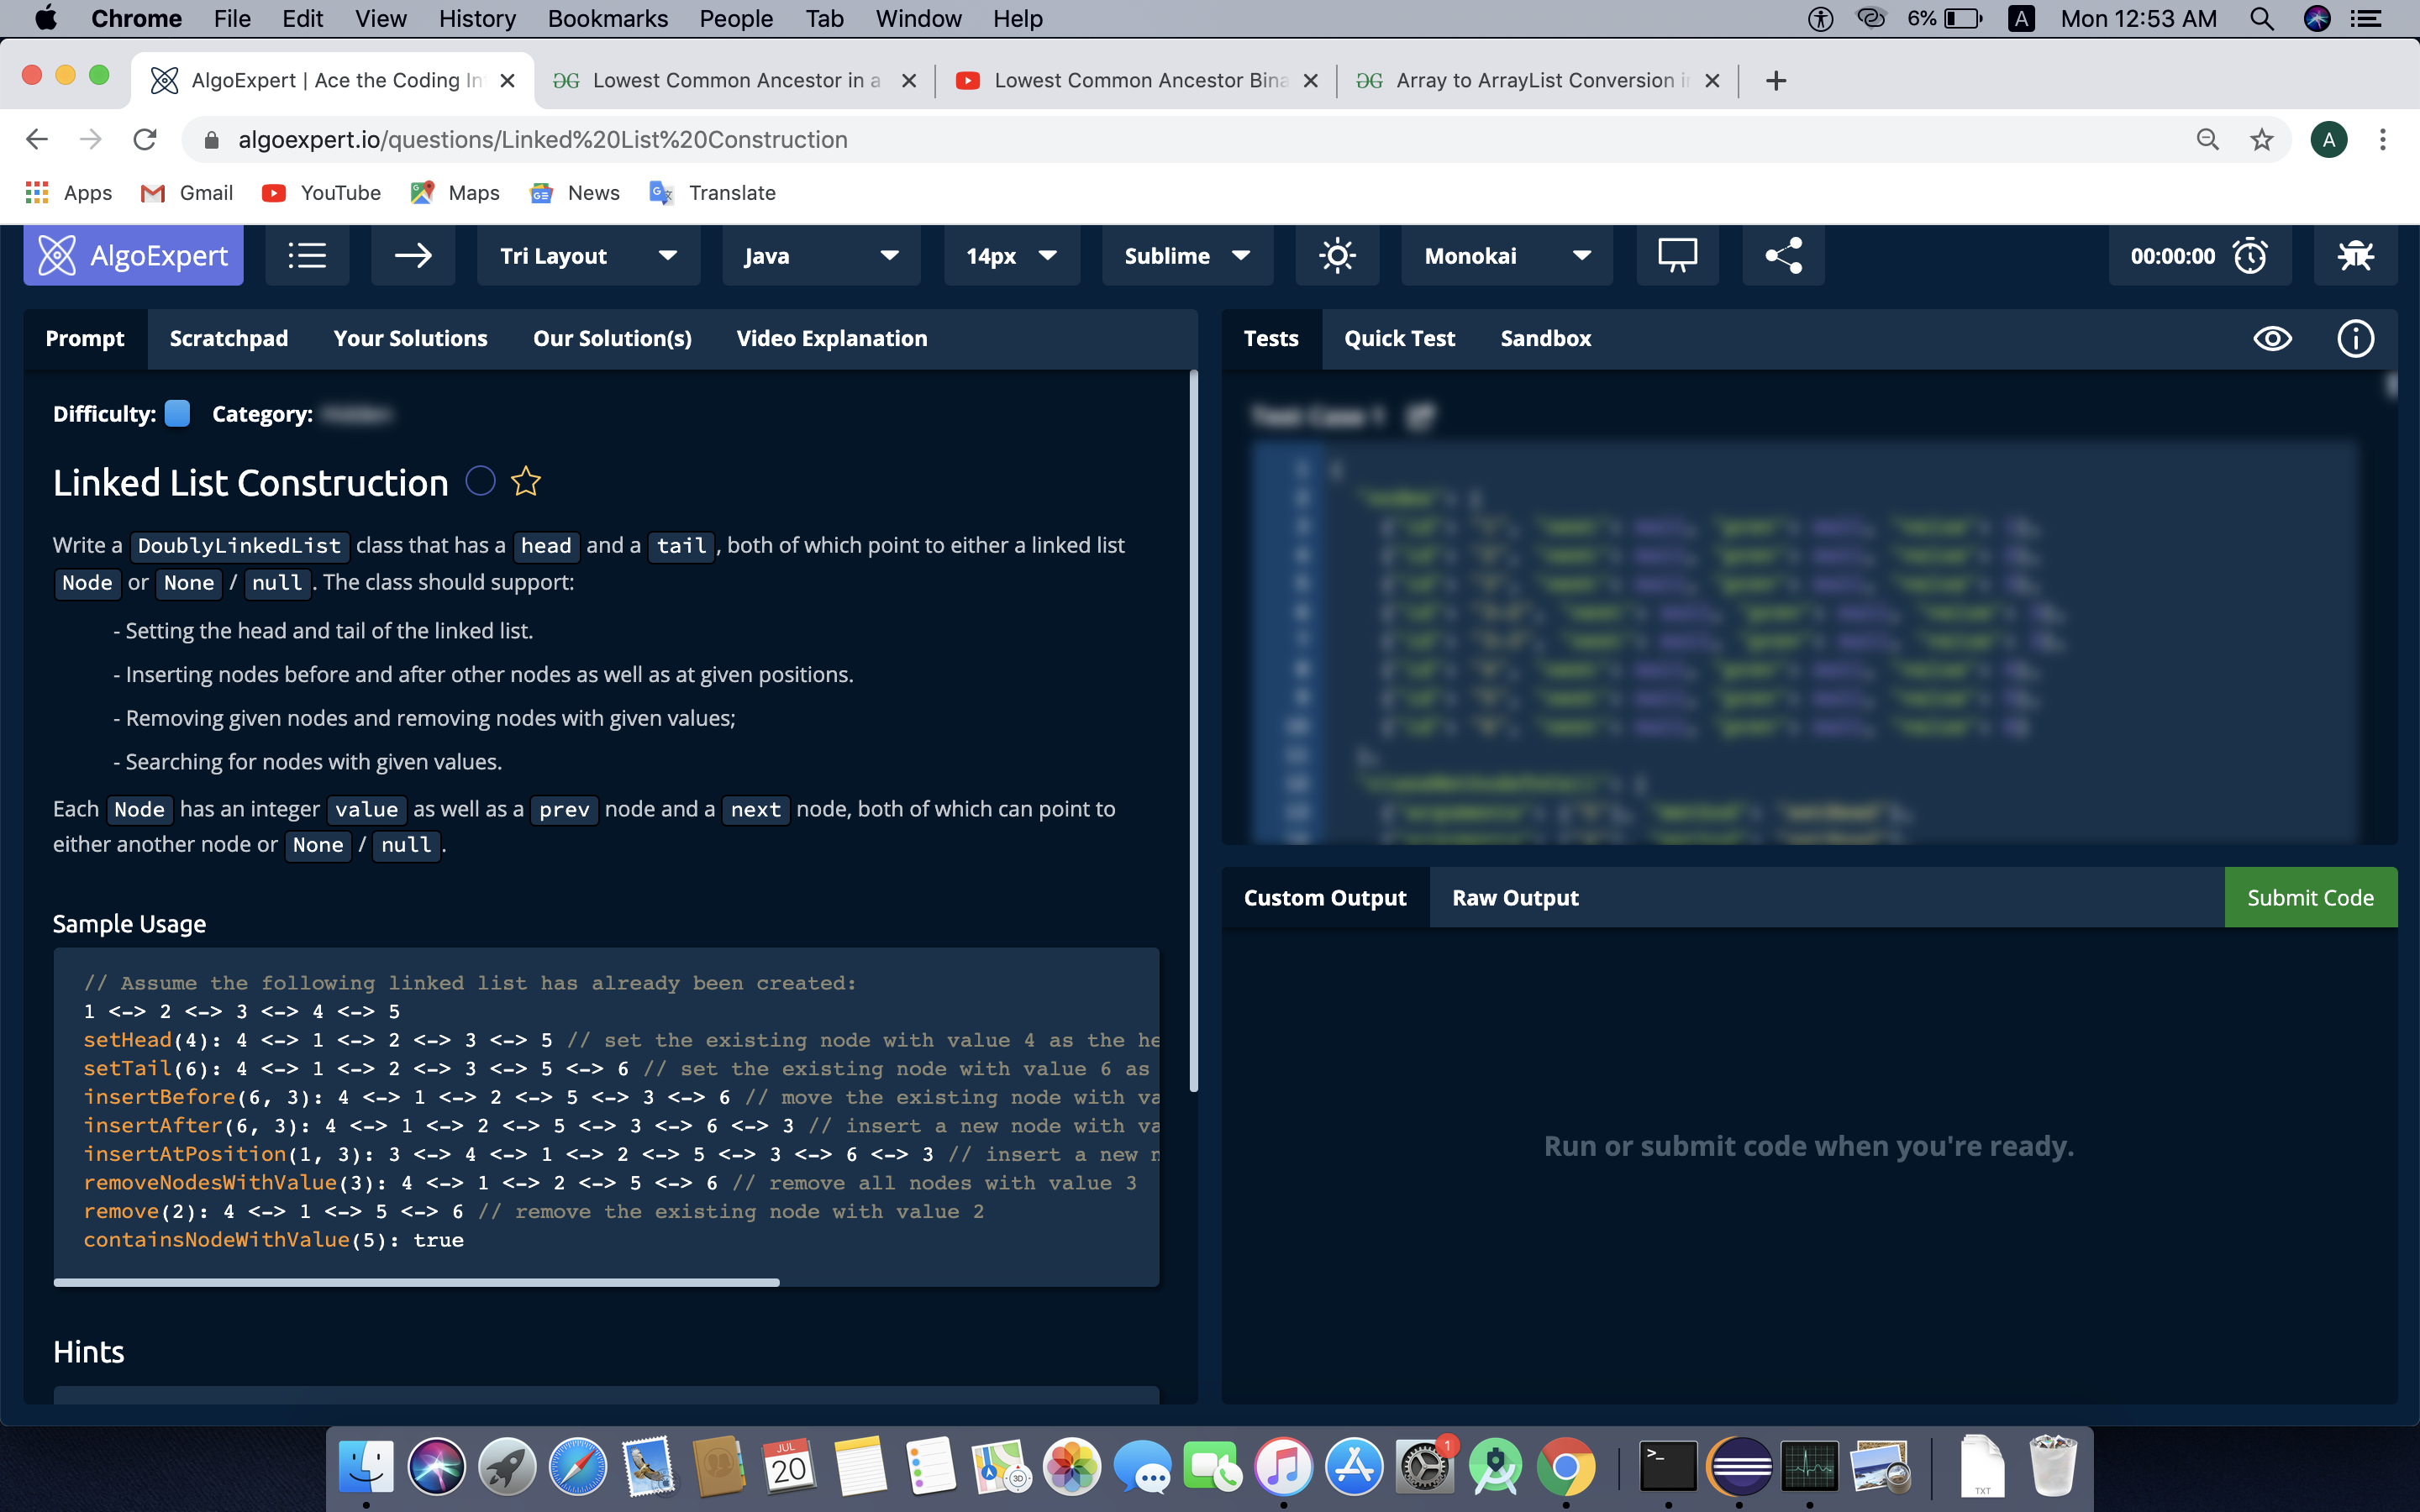 Chrome File Edit View History Bookmarks People Tab Window Help 6% A Mon 12:53 AM
AlgoExpert | Ace the Coding In
Lowest Common Ancestor in a
Lowest Common Ancestor Bina
Array to ArrayList Conversion i
algoexpert.io/questions/Linked%20List%20Construction
A
Apps Gmail YouTube Maps News Translate
AlgoExpert Tri Layout Java 14px Sublime Monokai 00:00:00
Prompt Scratchpad Your Solutions Our Solution(s) Video Explanation
Difficulty: Category:
Linked List Construction
Write a DoublyLinkedList class that has a head and a tail, both of which point to either a linked list
Node or None / null. The class should support:
- Setting the head and tail of the linked list.
- Inserting nodes before and after other nodes as well as at given positions.
- Removing given nodes and removing nodes with given values;
- Searching for nodes with given values.
Each Node has an integer value as well as a prev node and a next node, both of which can point to
either another node or None / null.
Sample Usage
// Assume the following linked list has already been created:
1 <-> 2 <-> 3 <-> 4 <-> 5
setHead(4): 4 <-> 1 <-> 2 <-> 3 <-> 5 // set the existing node with value 4 as the he
setTail(6): 4 <-> 1 <-> 2 <-> 3 <-> 5 <-> 6 // set the existing node with value 6 as
insertBefore(6, 3): 4 <-> 1 <-> 2 <-> 5 <-> 3 <-> 6 // move the existing node with va
insertAfter(6, 3): 4 <-> 1 <-> 2 <-> 5 <-> 3 <-> 6 <-> 3 // insert a new node with va
insertAtPosition(1, 3): 3 <-> 4 <-> 1 <-> 2 <-> 5 <-> 3 <-> 6 <-> 3 // insert a new n
removeNodesWithValue(3): 4 <-> 1 <-> 2 <-> 5 <-> 6 // remove all nodes with value 3
remove(2): 4 <-> 1 <-> 5 <-> 6 // remove the existing node with value 2
containsNodeWithValue(5): true
Hints
Tests Quick Test Sandbox
Custom Output Raw Output Submit Code
Run or submit code when you're ready.
JUL
20
3D
1
TXT